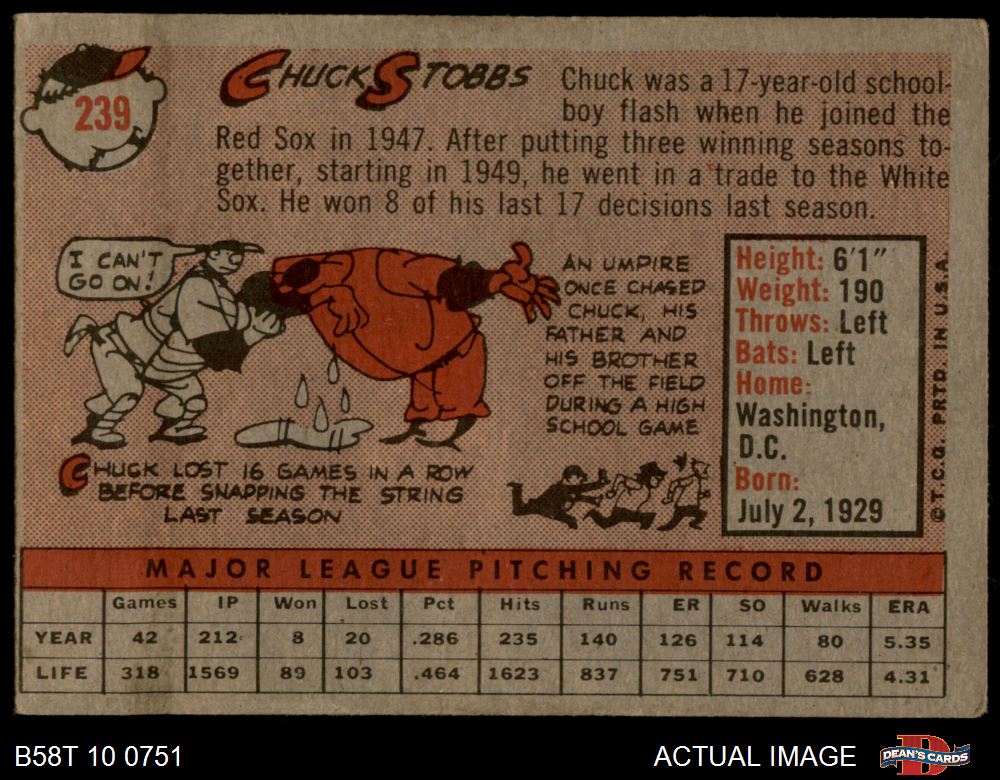 239
CHUCK STOBBS
Chuck was a 17-year-old school-
boy flash when he joined the
Red Sox in 1947. After putting three winning seasons to-
gether, starting in 1949, he went in a trade to the White
Sox. He won 8 of his last 17 decisions last season.
I CAN'T
GO ON!
CHUCK LOST 16 GAMES IN A ROW
BEFORE SNAPPING THE STRING
LAST SEASON
AN UMPIRE
ONCE CHASED
CHUCK, HIS
FATHER AND
HIS BROTHER
OFF THE FIELD
DURING A HIGH
SCHOOL GAME
Height: 6'1"
Weight: 190
Throws: Left
Bats: Left
Home:
Washington,
D.C.
Born:
July 2, 1929
©T.C.G. PRTD. IN U.S.A.
MAJOR LEAGUE PITCHING RECORD
Games IP Won Lost Pct Hits Runs ER SO Walks ERA
YEAR 42 212 8 20 .286 235 140 126 114 80 5.35
LIFE 318 1569 89 103 .464 1623 837 751 710 628 4.31
B58T 10 0751
ACTUAL IMAGE
DEAN'S CARDS